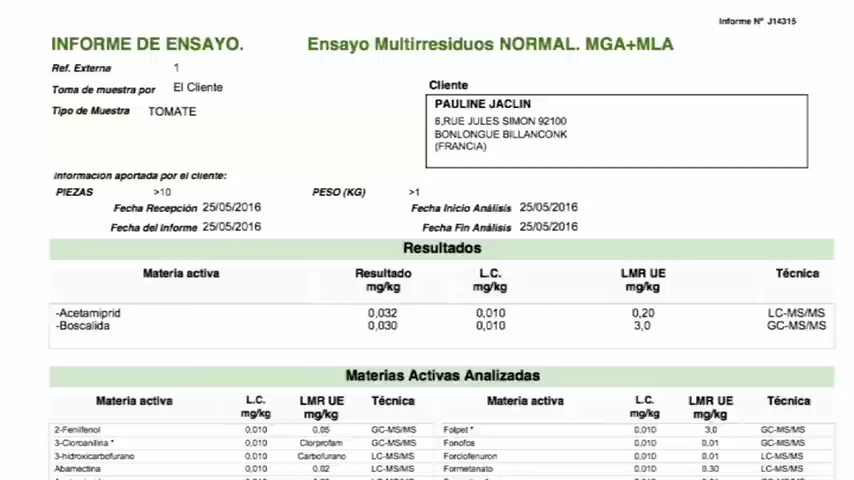 Informe Nº J14315
INFORME DE ENSAYO. Ensayo Multirresiduos NORMAL. MGA+MLA
Ref. Externa 1
Toma de muestra por El Cliente
Tipo de Muestra TOMATE
Cliente
PAULINE JACLIN
6,RUE JULES SIMON 92100
BONLONGUE BILLANCONK
(FRANCIA)
Información aportada por el cliente:
PIEZAS >10 PESO (KG) >1
Fecha Recepción 25/05/2016 Fecha Inicio Análisis 25/05/2016
Fecha del Informe 25/05/2016 Fecha Fin Análisis 25/05/2016
Resultados
Materia activa Resultado mg/kg L.C. mg/kg LMR UE mg/kg Técnica
-Acetamiprid 0,032 0,010 0,20 LC-MS/MS
-Boscalida 0,030 0,010 3,0 GC-MS/MS
Materias Activas Analizadas
Materia activa L.C. mg/kg LMR UE mg/kg Técnica Materia activa L.C. mg/kg LMR UE mg/kg Técnica
2-Fenilfenol 0,010 0,05 GC-MS/MS Folpet * 0,010 3,0 GC-MS/MS
3-Cloroanilina * 0,010 Clorprofam GC-MS/MS Fonofos 0,010 0,01 GC-MS/MS
3-hidroxicarbofurano 0,010 Carbofurano LC-MS/MS Forclofenuron 0,010 0,01 LC-MS/MS
Abamectina 0,010 0,02 LC-MS/MS Formetanato 0,010 0,30 LC-MS/MS